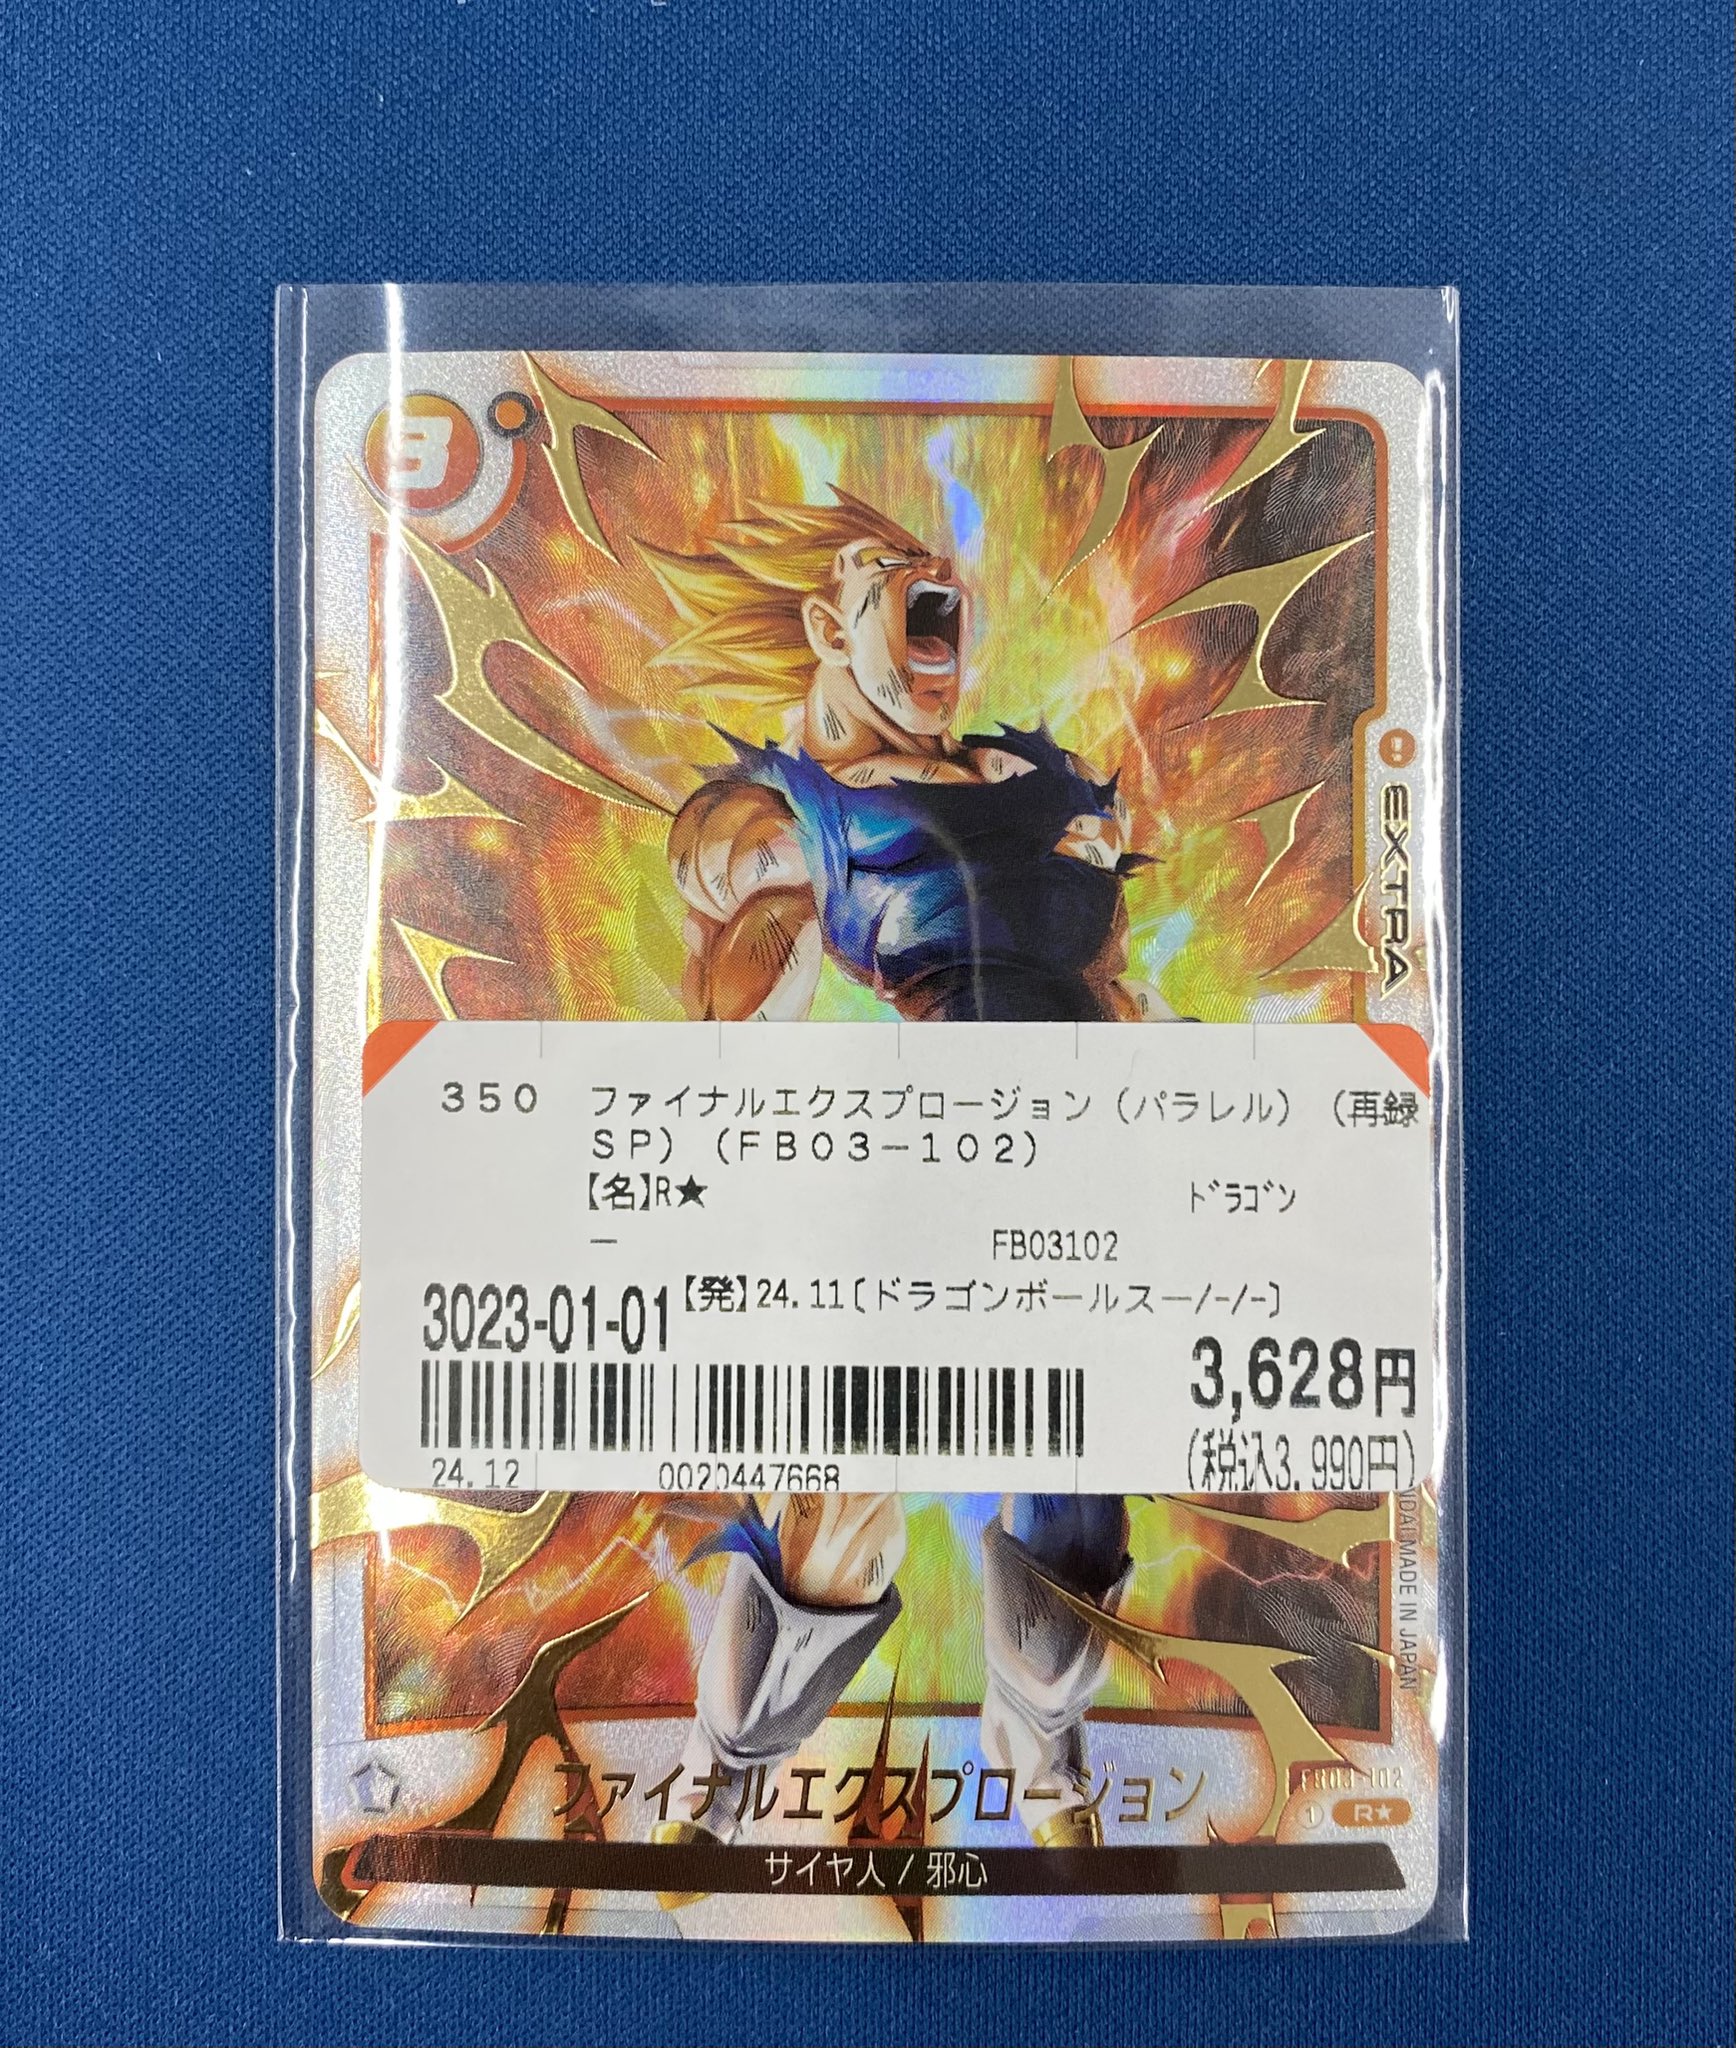 3
EXTRA
350 ファイナルエクスプロージョン（パラレル）（再録
SP）（FB03－102）
【名】R★ ドラゴン
－ FB03102
3023-01-01 【発】24.11〔ドラゴンボールスー/-/-〕
3,628円
(税込3,990円)
24.12 0020447668
MADE IN JAPAN
ファイナルエクスプロージョン
FB03-102
1 R★
サイヤ人 / 邪心